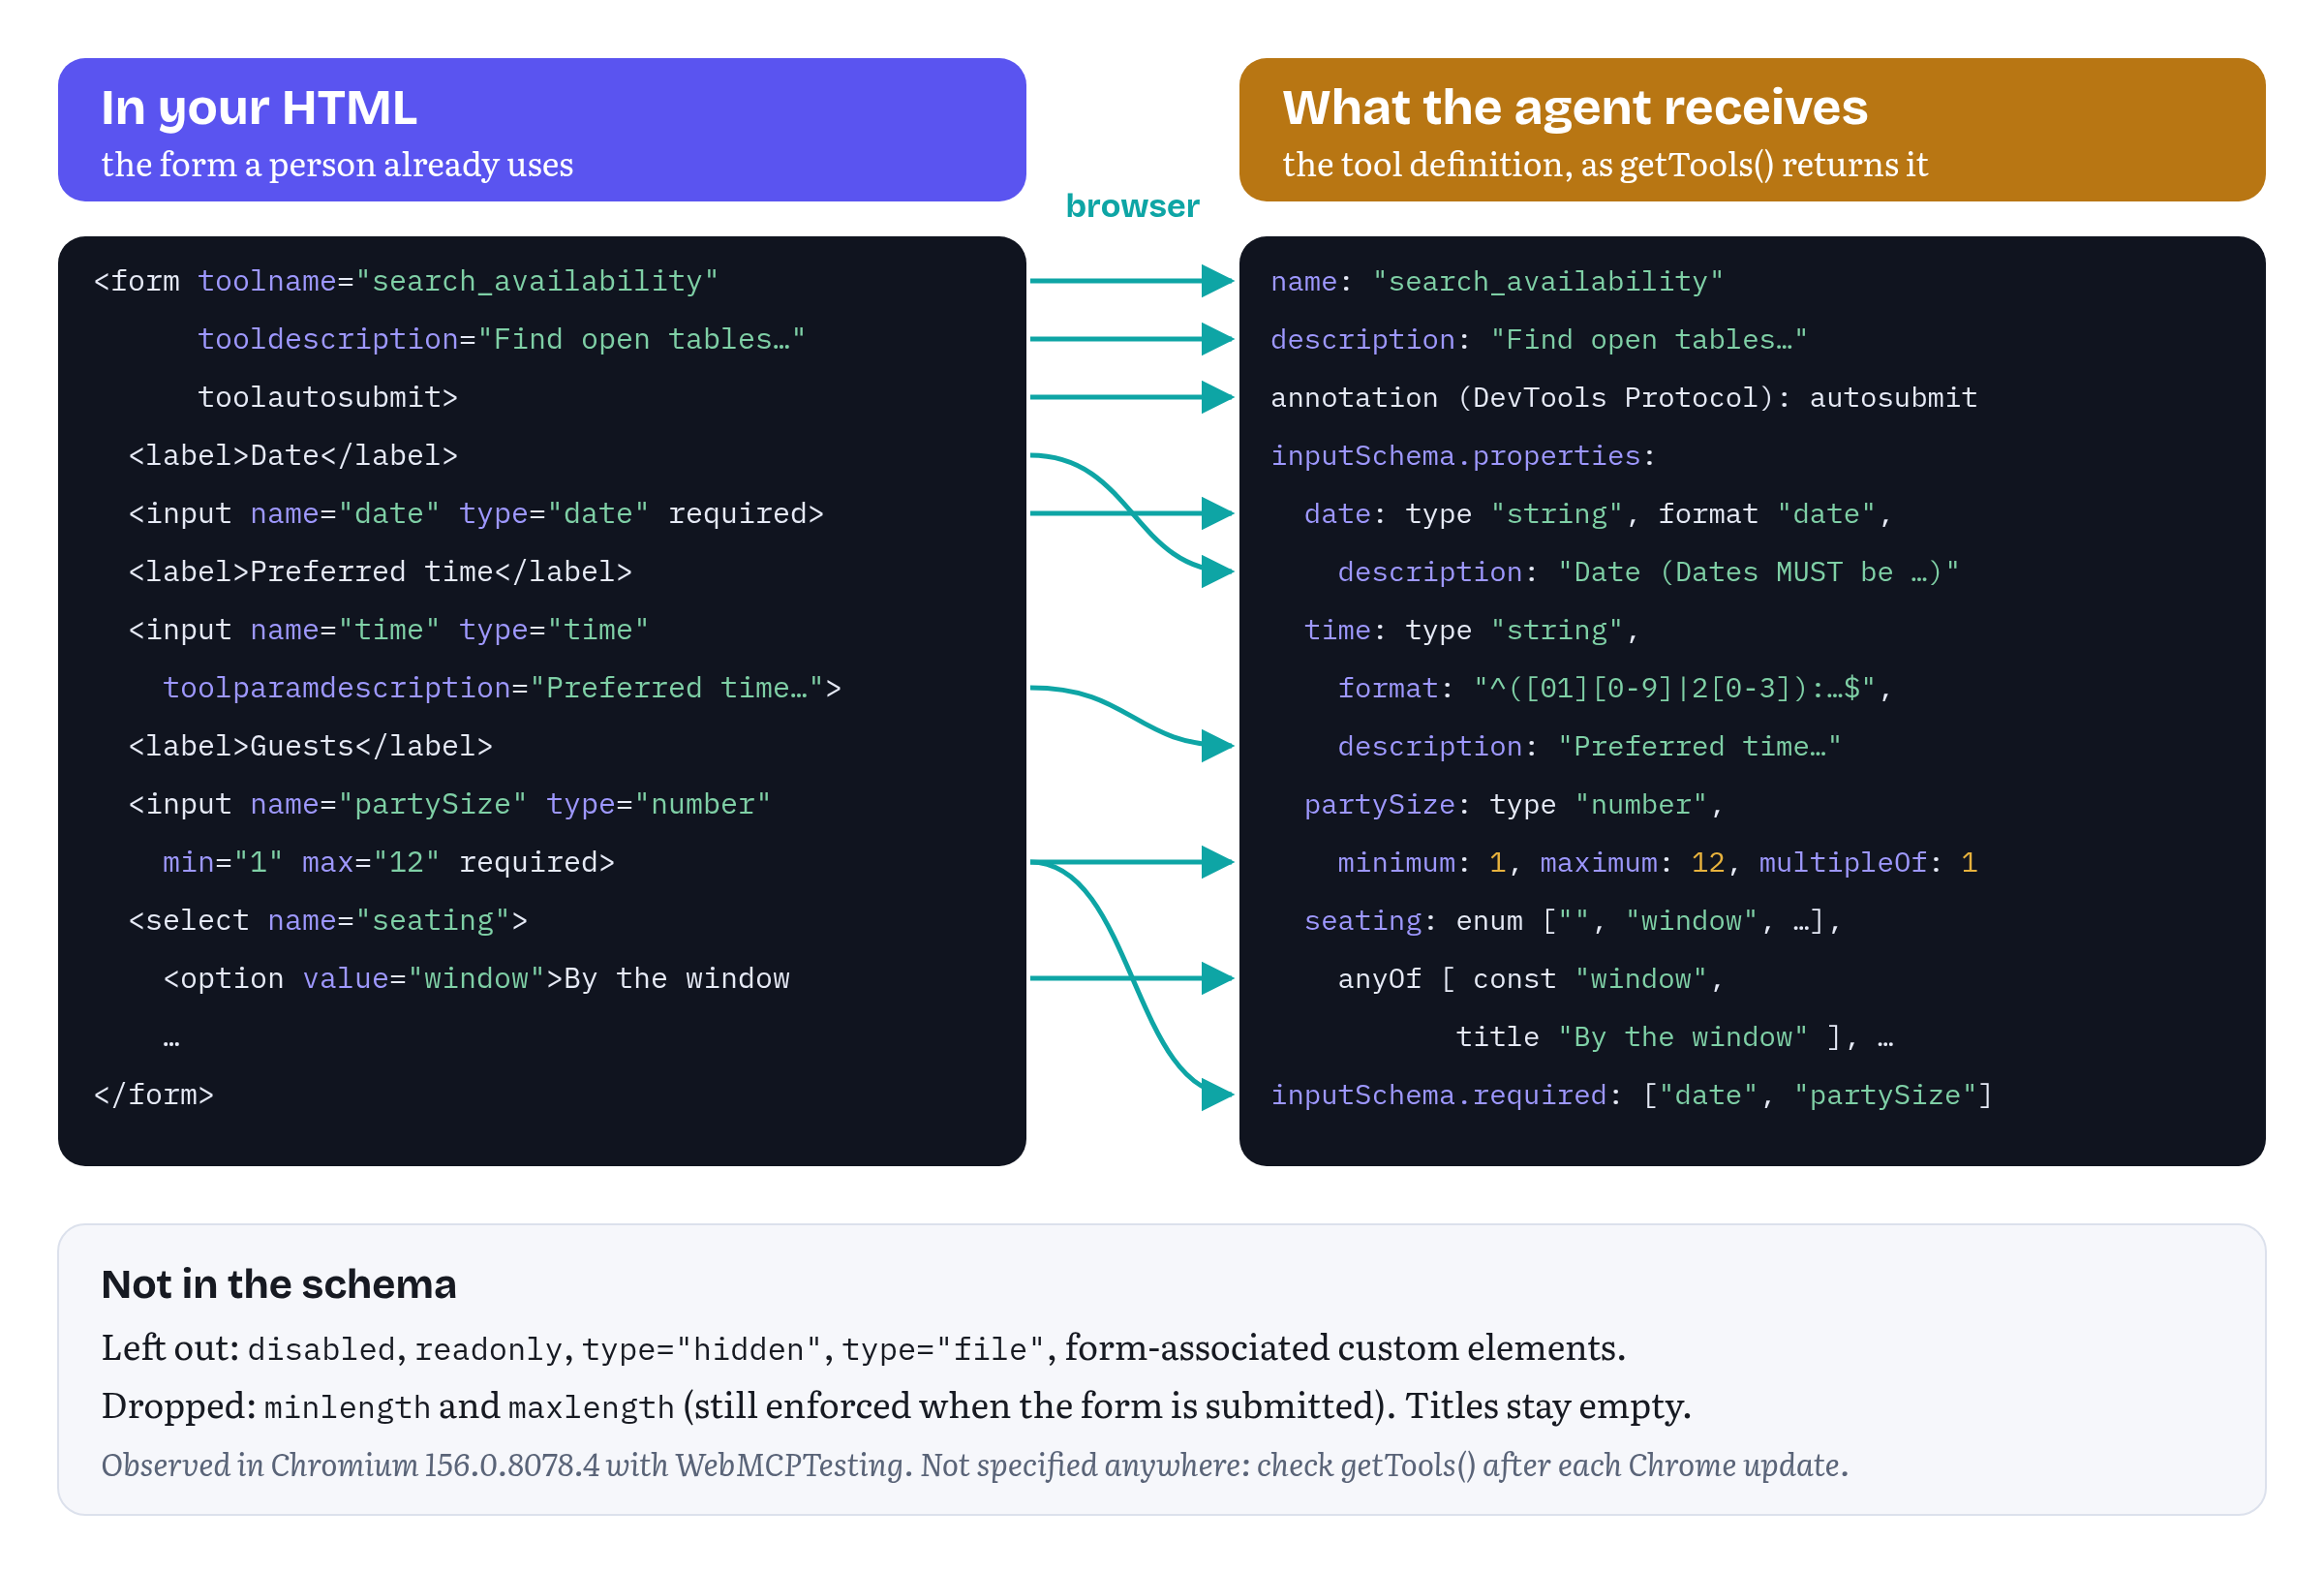 In your HTML
the form a person already uses
What the agent receives
the tool definition, as getTools() returns it
browser
<form toolname="search_availability"
tooldescription="Find open tables…"
toolautosubmit>
<label>Date</label>
<input name="date" type="date" required>
<label>Preferred time</label>
<input name="time" type="time"
toolparamdescription="Preferred time…">
<label>Guests</label>
<input name="partySize" type="number"
min="1" max="12" required>
<select name="seating">
<option value="window">By the window
…
</form>
name: "search_availability"
description: "Find open tables…"
annotation (DevTools Protocol): autosubmit
inputSchema.properties:
date: type "string", format "date",
description: "Date (Dates MUST be …)"
time: type "string",
format: "^([01][0-9]|2[0-3]):…$",
description: "Preferred time…"
partySize: type "number",
minimum: 1, maximum: 12, multipleOf: 1
seating: enum ["", "window", …],
anyOf [ const "window",
title "By the window" ], …
inputSchema.required: ["date", "partySize"]
Not in the schema
Left out: disabled, readonly, type="hidden", type="file", form-associated custom elements.
Dropped: minlength and maxlength (still enforced when the form is submitted). Titles stay empty.
Observed in Chromium 156.0.8078.4 with WebMCPTesting. Not specified anywhere: check getTools() after each Chrome update.